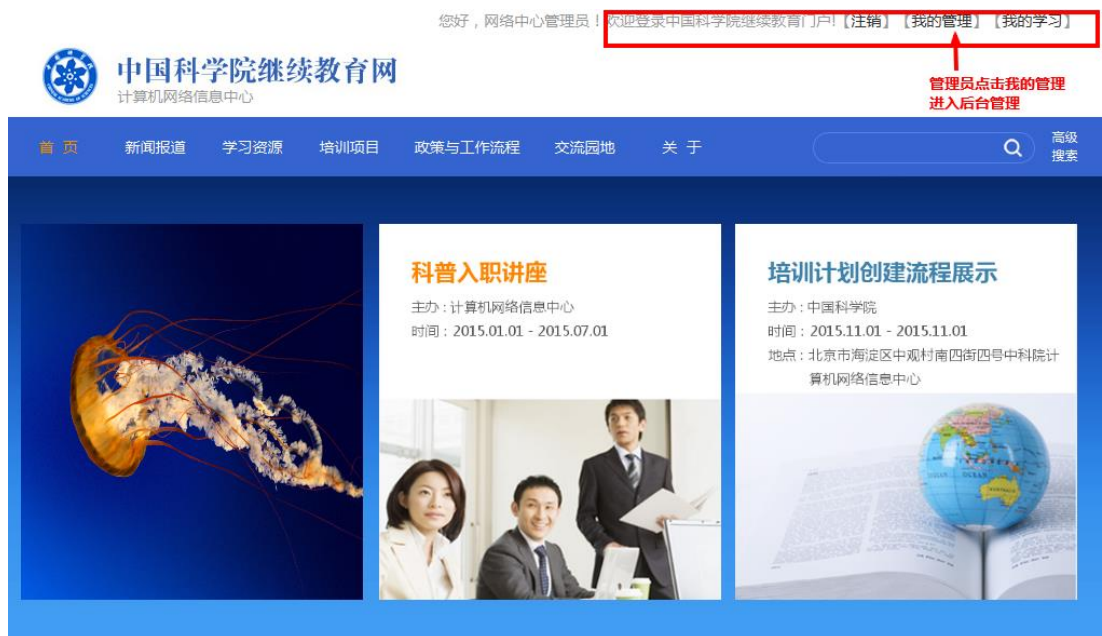 您好，网络中心管理员！欢迎登录中国科学院继续教育门户!【注销】【我的管理】【我的学习】
中国科学院继续教育网
计算机网络信息中心
管理员点击我的管理
进入后台管理
首 页 新闻报道 学习资源 培训项目 政策与工作流程 交流园地 关 于 高级
搜索
科普入职讲座
主办：计算机网络信息中心
时间：2015.01.01 - 2015.07.01
培训计划创建流程展示
主办：中国科学院
时间：2015.11.01 - 2015.11.01
地点：北京市海淀区中观村南四街四号中科院计
算机网络信息中心